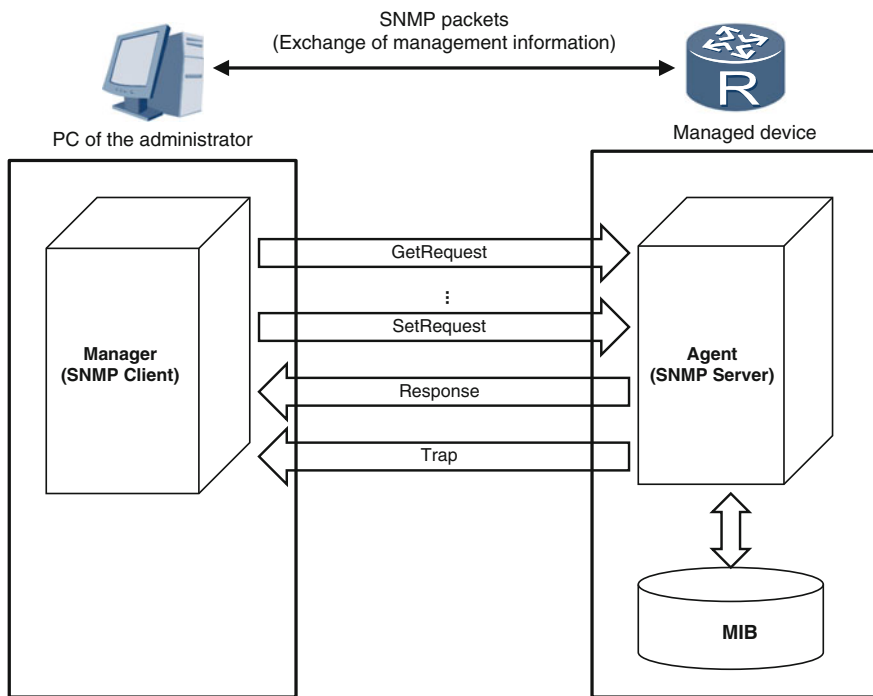 SNMP packets
(Exchange of management information)
R
PC of the administrator
Managed device
GetRequest
...
SetRequest
Manager
(SNMP Client)
Agent
(SNMP Server)
Response
Trap
MIB